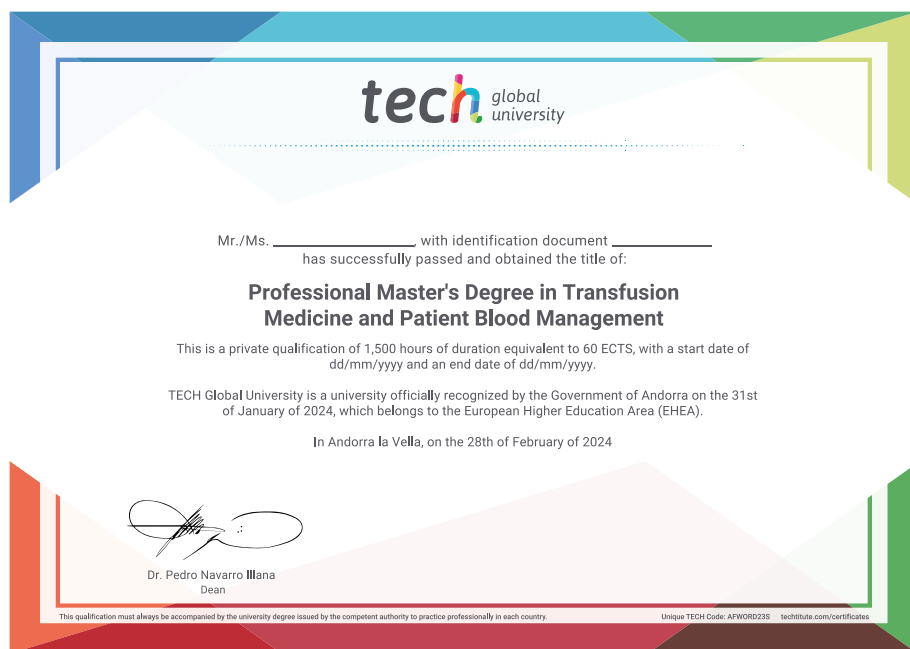 tech global university
Mr./Ms. ____________, with identification document ____________
has successfully passed and obtained the title of:
Professional Master's Degree in Transfusion
Medicine and Patient Blood Management
This is a private qualification of 1,500 hours of duration equivalent to 60 ECTS, with a start date of
dd/mm/yyyy and an end date of dd/mm/yyyy.
TECH Global University is a university officially recognized by the Government of Andorra on the 31st
of January of 2024, which belongs to the European Higher Education Area (EHEA).
In Andorra la Vella, on the 28th of February of 2024
Dr. Pedro Navarro Illana
Dean
This qualification must always be accompanied by the university degree issued by the competent authority to practice professionally in each country.
Unique TECH Code: AFWORD23S techtitute.com/certificates